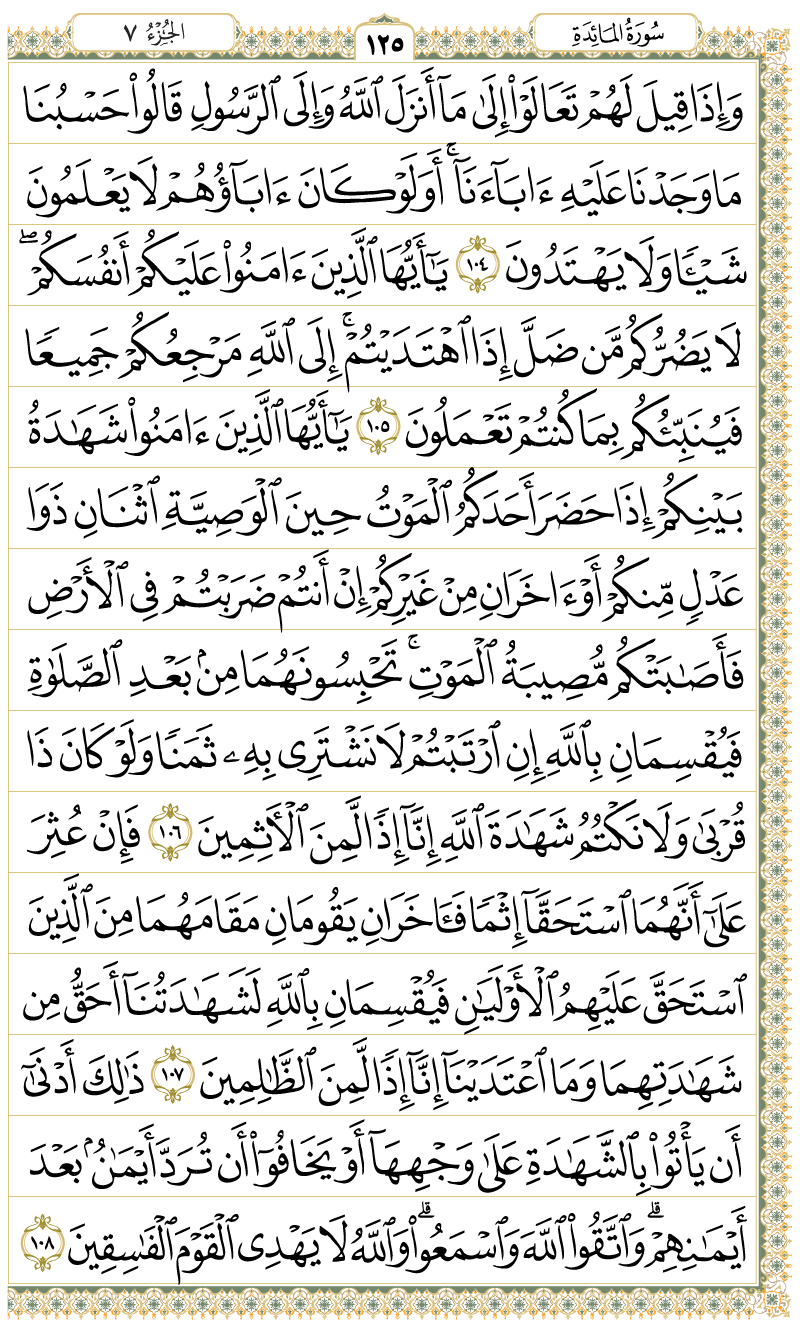 سُورَةُ المَائِدَةِ ١٢٥ الجُزْءُ ٧
وَإِذَا قِيلَ لَهُمْ تَعَالَوْا۟ إِلَىٰ مَآ أَنزَلَ ٱللَّهُ وَإِلَى ٱلرَّسُولِ قَالُوا۟ حَسْبُنَا
مَا وَجَدْنَا عَلَيْهِ ءَابَآءَنَآ ۚ أَوَلَوْ كَانَ ءَابَآؤُهُمْ لَا يَعْلَمُونَ
شَيْـًٔا وَلَا يَهْتَدُونَ ١٠٤ يَـٰٓأَيُّهَا ٱلَّذِينَ ءَامَنُوا۟ عَلَيْكُمْ أَنفُسَكُمْ ۖ
لَا يَضُرُّكُم مَّن ضَلَّ إِذَا ٱهْتَدَيْتُمْ ۚ إِلَى ٱللَّهِ مَرْجِعُكُمْ جَمِيعًا
فَيُنَبِّئُكُم بِمَا كُنتُمْ تَعْمَلُونَ ١٠٥ يَـٰٓأَيُّهَا ٱلَّذِينَ ءَامَنُوا۟ شَهَـٰدَةُ
بَيْنِكُمْ إِذَا حَضَرَ أَحَدَكُمُ ٱلْمَوْتُ حِينَ ٱلْوَصِيَّةِ ٱثْنَانِ ذَوَا
عَدْلٍ مِّنكُمْ أَوْ ءَاخَرَانِ مِنْ غَيْرِكُمْ إِنْ أَنتُمْ ضَرَبْتُمْ فِى ٱلْأَرْضِ
فَأَصَـٰبَتْكُم مُّصِيبَةُ ٱلْمَوْتِ ۚ تَحْبِسُونَهُمَا مِنۢ بَعْدِ ٱلصَّلَوٰةِ
فَيُقْسِمَانِ بِٱللَّهِ إِنِ ٱرْتَبْتُمْ لَا نَشْتَرِى بِهِۦ ثَمَنًا وَلَوْ كَانَ ذَا
قُرْبَىٰ وَلَا نَكْتُمُ شَهَـٰدَةَ ٱللَّهِ إِنَّآ إِذًا لَّمِنَ ٱلْـَٔاثِمِينَ ١٠٦ فَإِنْ عُثِرَ
عَلَىٰٓ أَنَّهُمَا ٱسْتَحَقَّآ إِثْمًا فَـَٔاخَرَانِ يَقُومَانِ مَقَامَهُمَا مِنَ ٱلَّذِينَ
ٱسْتَحَقَّ عَلَيْهِمُ ٱلْأَوْلَيَـٰنِ فَيُقْسِمَانِ بِٱللَّهِ لَشَهَـٰدَتُنَآ أَحَقُّ مِن
شَهَـٰدَتِهِمَا وَمَا ٱعْتَدَيْنَآ إِنَّآ إِذًا لَّمِنَ ٱلظَّـٰلِمِينَ ١٠٧ ذَٰلِكَ أَدْنَىٰٓ
أَن يَأْتُوا۟ بِٱلشَّهَـٰدَةِ عَلَىٰ وَجْهِهَآ أَوْ يَخَافُوٓا۟ أَن تُرَدَّ أَيْمَـٰنٌۢ بَعْدَ
أَيْمَـٰنِهِمْ ۗ وَٱتَّقُوا۟ ٱللَّهَ وَٱسْمَعُوا۟ ۗ وَٱللَّهُ لَا يَهْدِى ٱلْقَوْمَ ٱلْفَـٰسِقِينَ ١٠٨